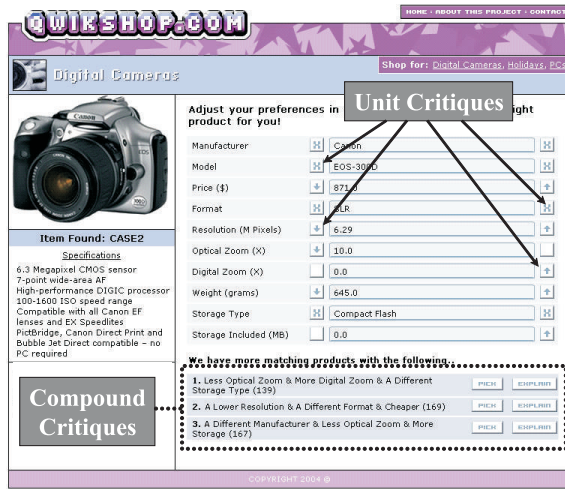 QWIKSHOP.COM
HOME · ABOUT THIS PROJECT · CONTACT
Shop for: Digital Cameras, Holidays, PCs
Digital Cameras
Unit Critiques
Adjust your preferences in ight
product for you!
Manufacturer Canon
Model EOS-300D
Price ($) 871.0
Format SLR
Resolution (M Pixels) 6.29
Optical Zoom (X) 10.0
Digital Zoom (X) 0.0
Weight (grams) 645.0
Storage Type Compact Flash
Storage Included (MB) 0.0
Item Found: CASE2
Specifications
6.3 Megapixel CMOS sensor
7-point wide-area AF
High-performance DIGIC processor
100-1600 ISO speed range
Compatible with all Canon EF
lenses and EX Speedlites
PictBridge, Canon Direct Print and
Bubble Jet Direct compatible – no
PC required
We have more matching products with the following..
1. Less Optical Zoom & More Digital Zoom & A Different
Storage Type (139)
PICK EXPLAIN
2. A Lower Resolution & A Different Format & Cheaper (169)
PICK EXPLAIN
3. A Different Manufacturer & Less Optical Zoom & More
Storage (167)
PICK EXPLAIN
Compound
Critiques
COPYRIGHT 2004 @